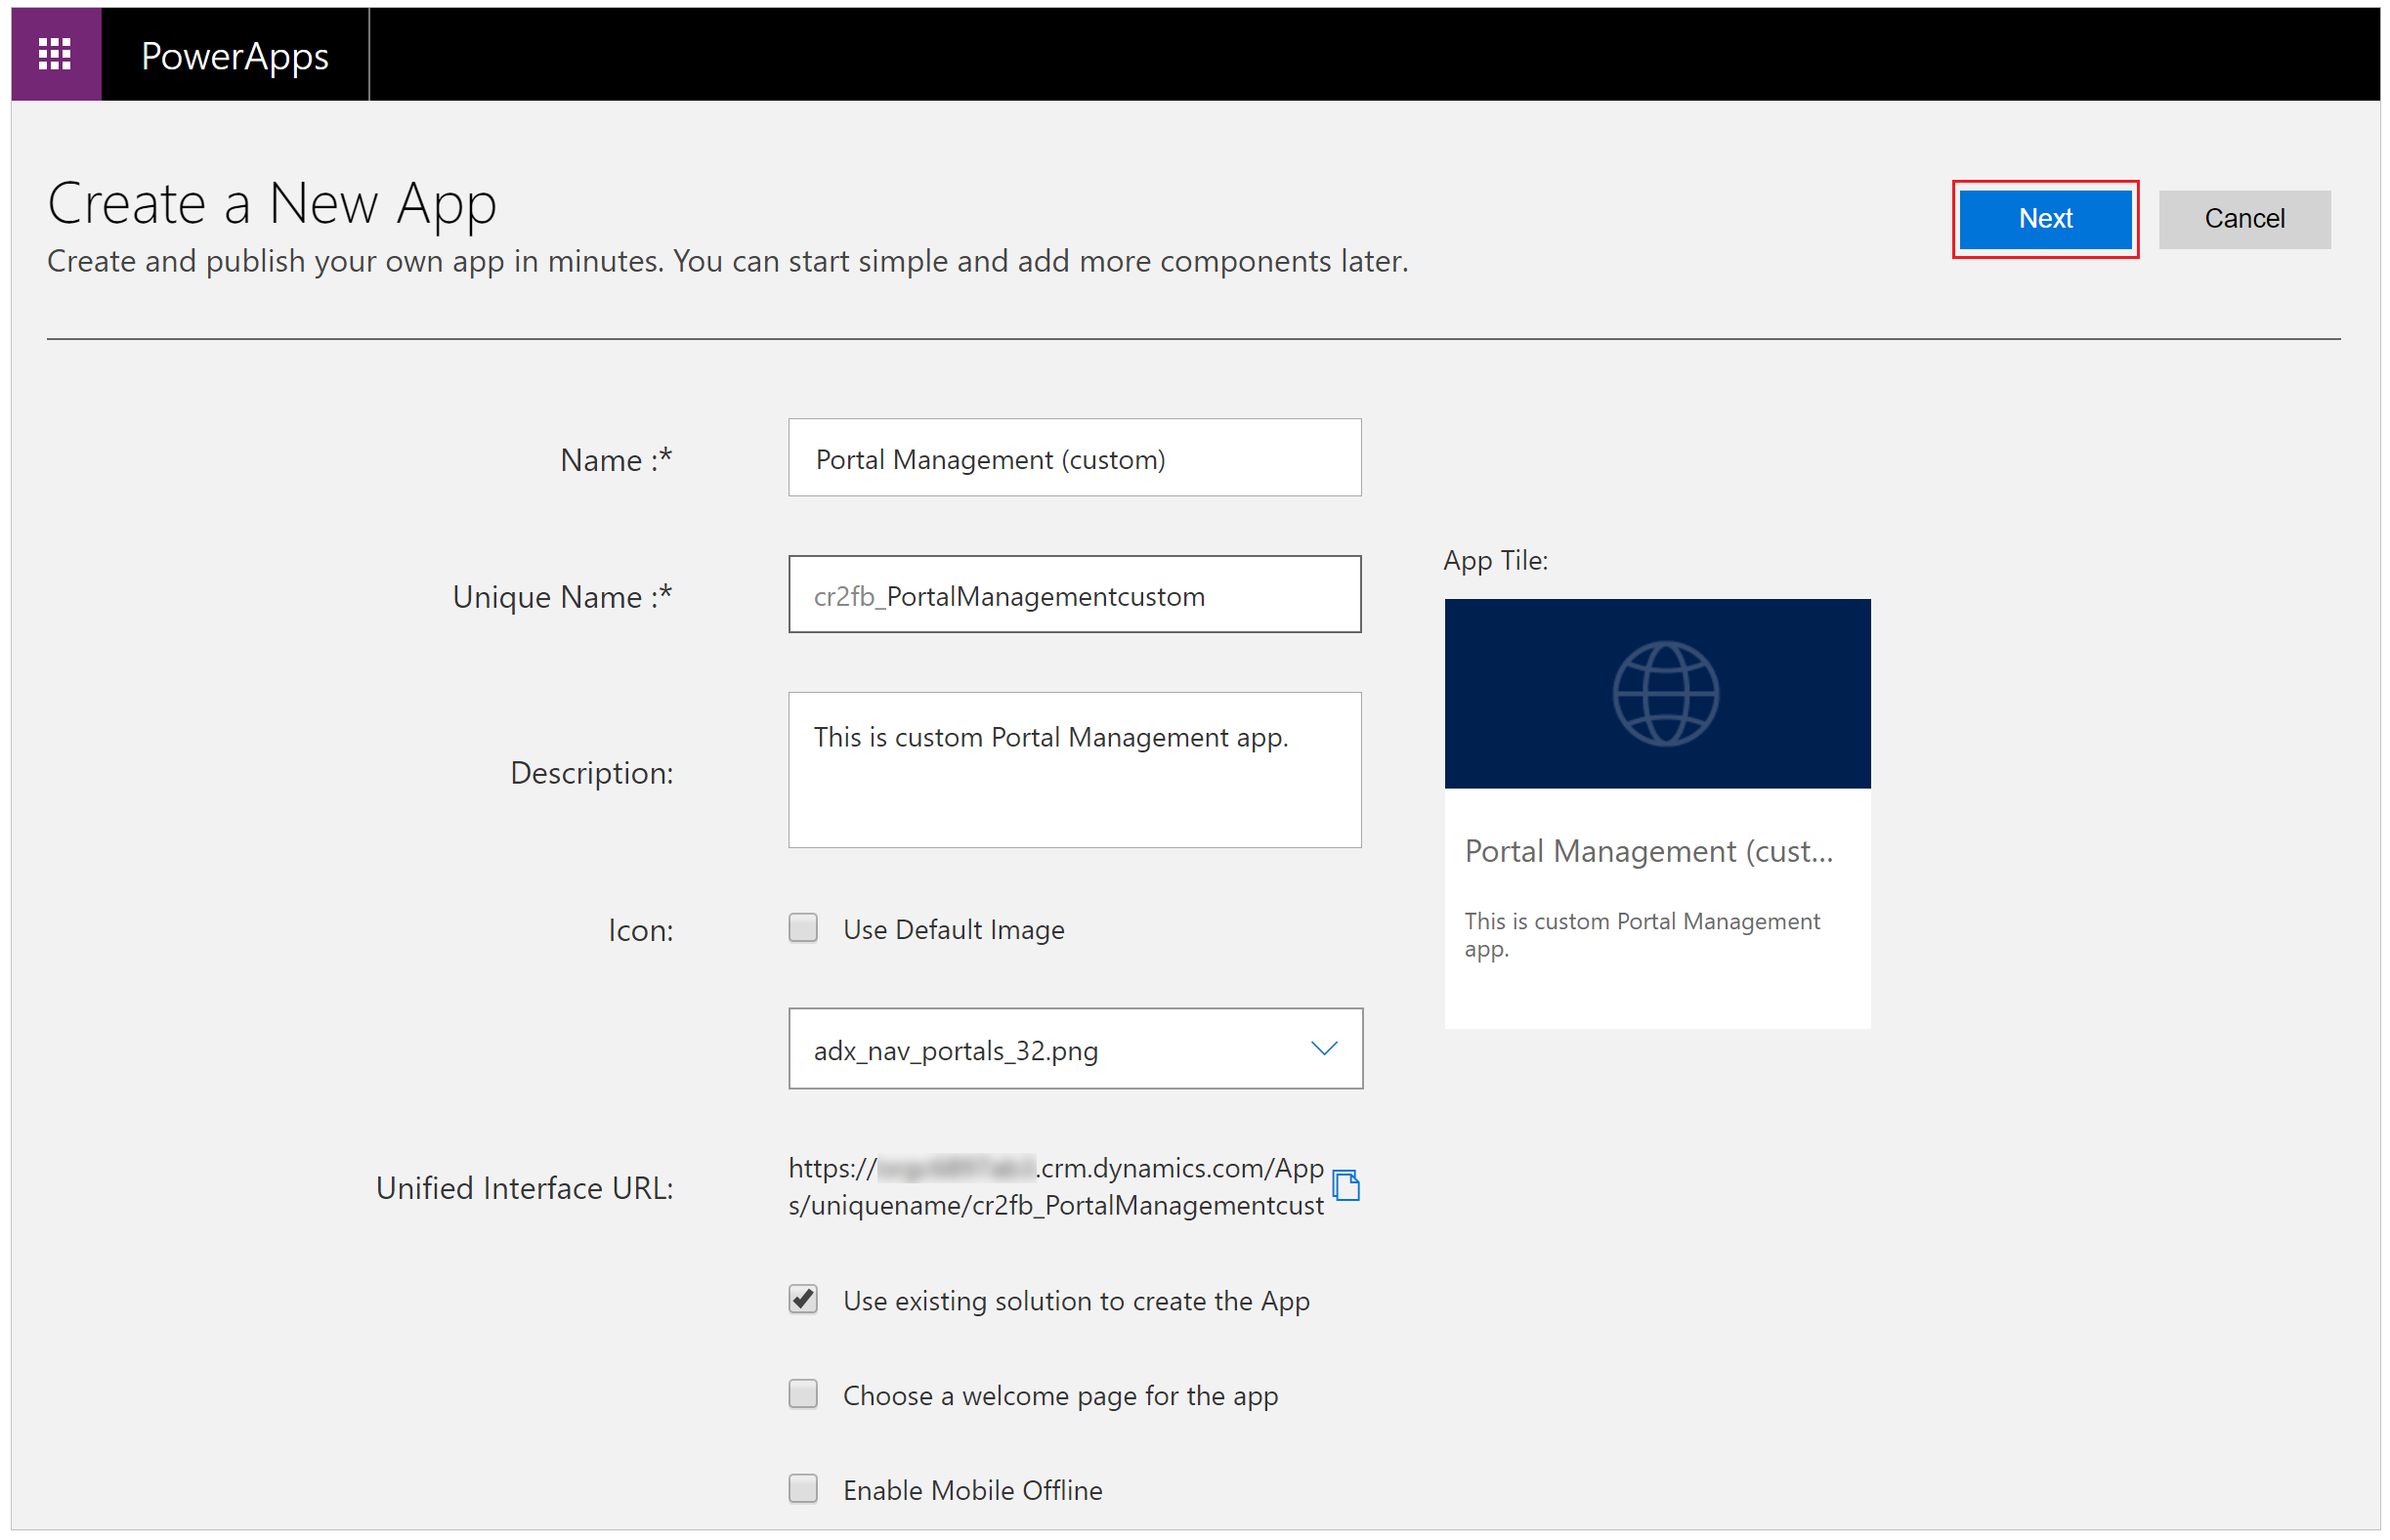 PowerApps
Create a New App
Next
Cancel
Create and publish your own app in minutes. You can start simple and add more components later.
Name :*
Portal Management (custom)
Unique Name :*
cr2fb_PortalManagementcustom
App Tile:
Description:
This is custom Portal Management app.
Portal Management (cust...
This is custom Portal Management
app.
Icon:
Use Default Image
adx_nav_portals_32.png
Unified Interface URL:
https:// .crm.dynamics.com/App
s/uniquename/cr2fb_PortalManagementcust
Use existing solution to create the App
Choose a welcome page for the app
Enable Mobile Offline